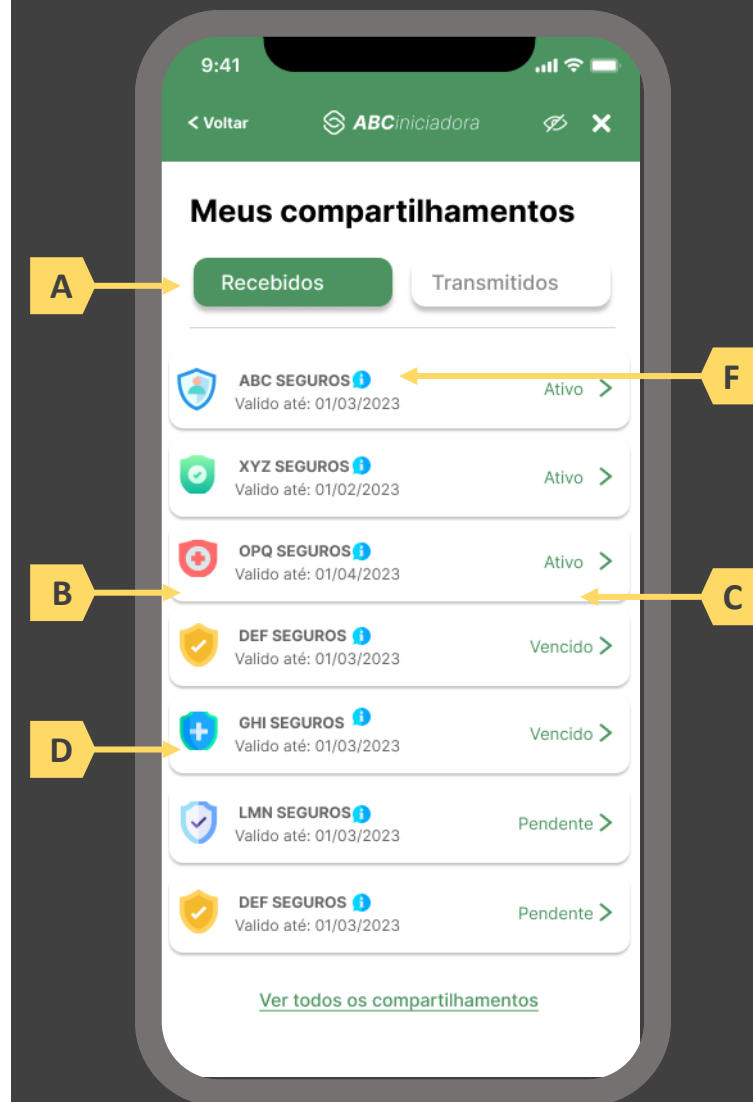 9:41
Voltar
ABCiniciadora
Meus compartilhamentos
A
Recebidos
Transmitidos
F
ABC SEGUROS
Valido até: 01/03/2023
Ativo
XYZ SEGUROS
Valido até: 01/02/2023
Ativo
OPQ SEGUROS
Valido até: 01/04/2023
Ativo
B
C
DEF SEGUROS
Valido até: 01/03/2023
Vencido
GHI SEGUROS
Valido até: 01/03/2023
Vencido
D
LMN SEGUROS
Valido até: 01/03/2023
Pendente
DEF SEGUROS
Valido até: 01/03/2023
Pendente
Ver todos os compartilhamentos